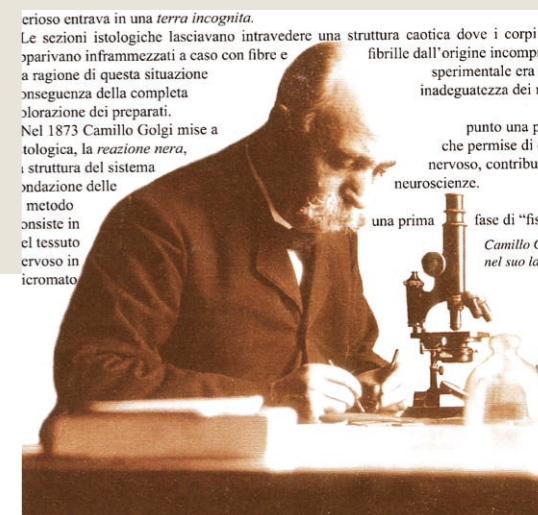 erioso entrava in una terra incognita.
Le sezioni istologiche lasciavano intravedere una struttura caotica dove i corpi
pparivano inframmezzati a caso con fibre e fibrille dall'origine incomp
a ragione di questa situazione sperimentale era
onseguenza della completa inadeguatezza dei
olorazione dei preparati.
Nel 1873 Camillo Golgi mise a punto una p
tologica, la reazione nera, che permise di
struttura del sistema nervoso, contribu
ondazione delle neuroscienze.
metodo
onsiste in una prima fase di "fis
el tessuto Camillo G
ervoso in nel suo la
icromato